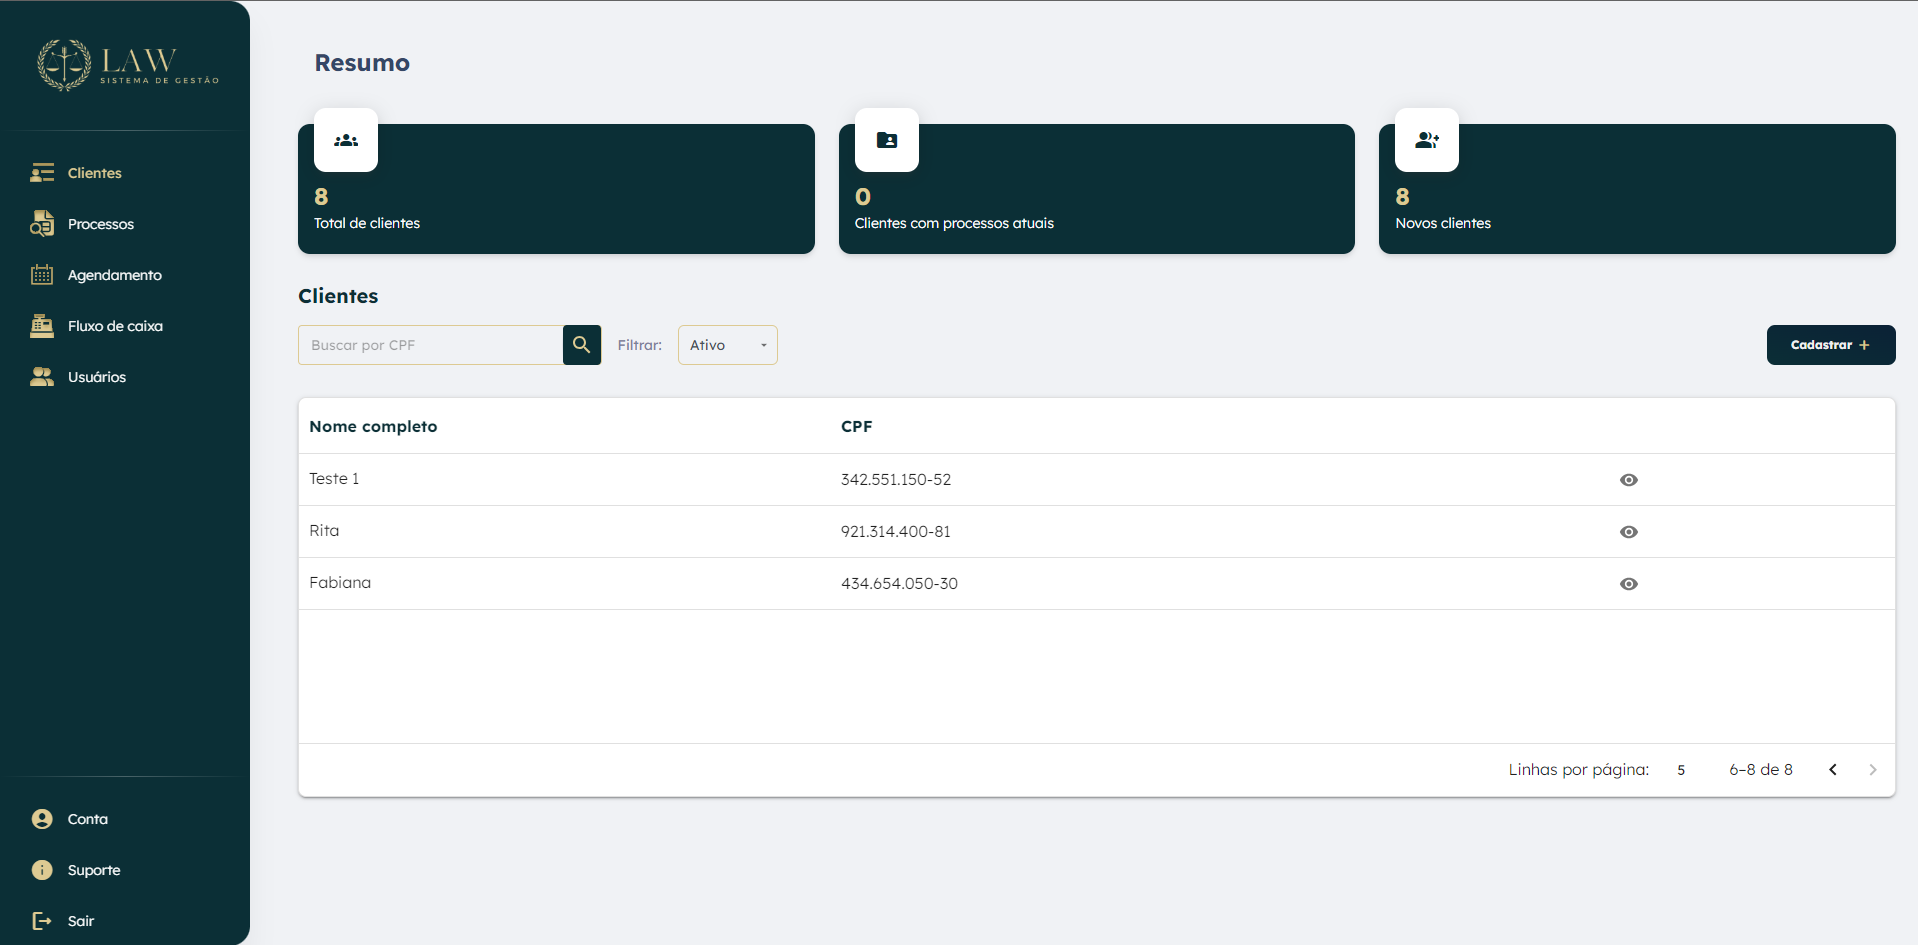 LAW
SISTEMA DE GESTÃO
Clientes
Processos
Agendamento
Fluxo de caixa
Usuários
Conta
Suporte
Sair
Resumo
8
Total de clientes
0
Clientes com processos atuais
8
Novos clientes
Clientes
Buscar por CPF
Filtrar:
Ativo
Cadastrar +
Nome completo CPF
Teste 1 342.551.150-52
Rita 921.314.400-81
Fabiana 434.654.050-30
Linhas por página: 5 6–8 de 8